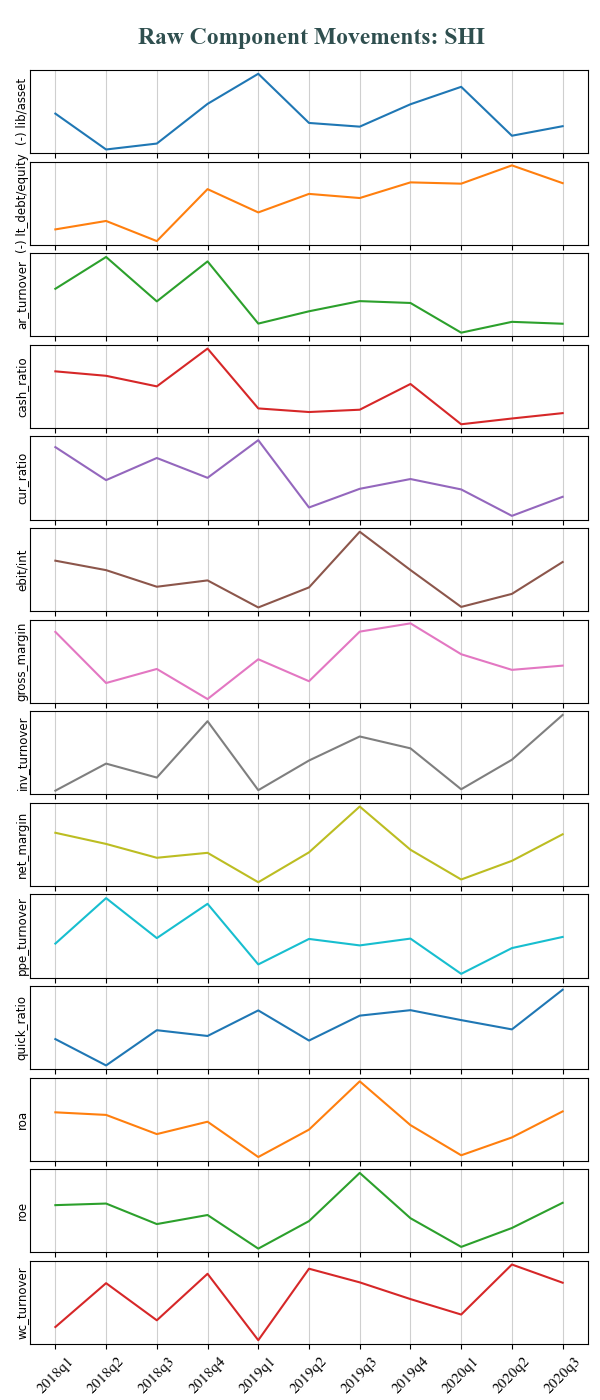 Raw Component Movements: SHI
(-) lib/asset
(-) lt_debt/equity
ar_turnover
cash_ratio
cur_ratio
ebit/int
gross_margin
inv_turnover
net_margin
ppe_turnover
quick_ratio
roa
roe
wc_turnover
2018q1 2018q2 2018q3 2018q4 2019q1 2019q2 2019q3 2019q4 2020q1 2020q2 2020q3